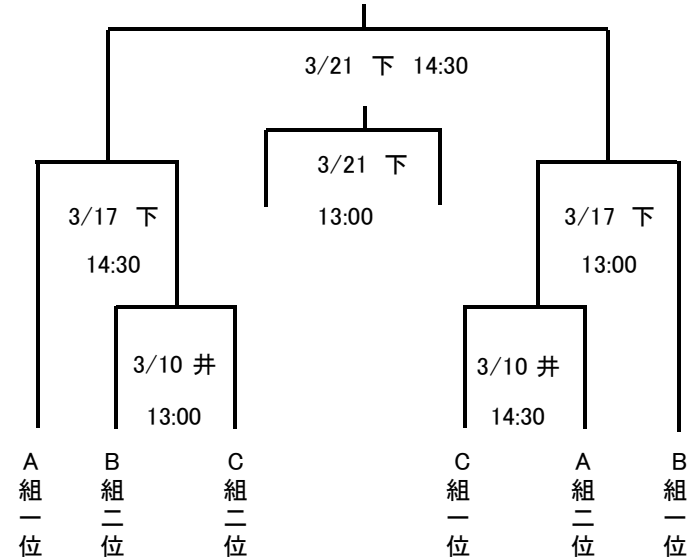 3/21 下 14:30
3/21 下
13:00
3/17 下
14:30
3/17 下
13:00
3/10 井
13:00
3/10 井
14:30
A組一位
B組二位
C組二位
C組一位
A組二位
B組一位